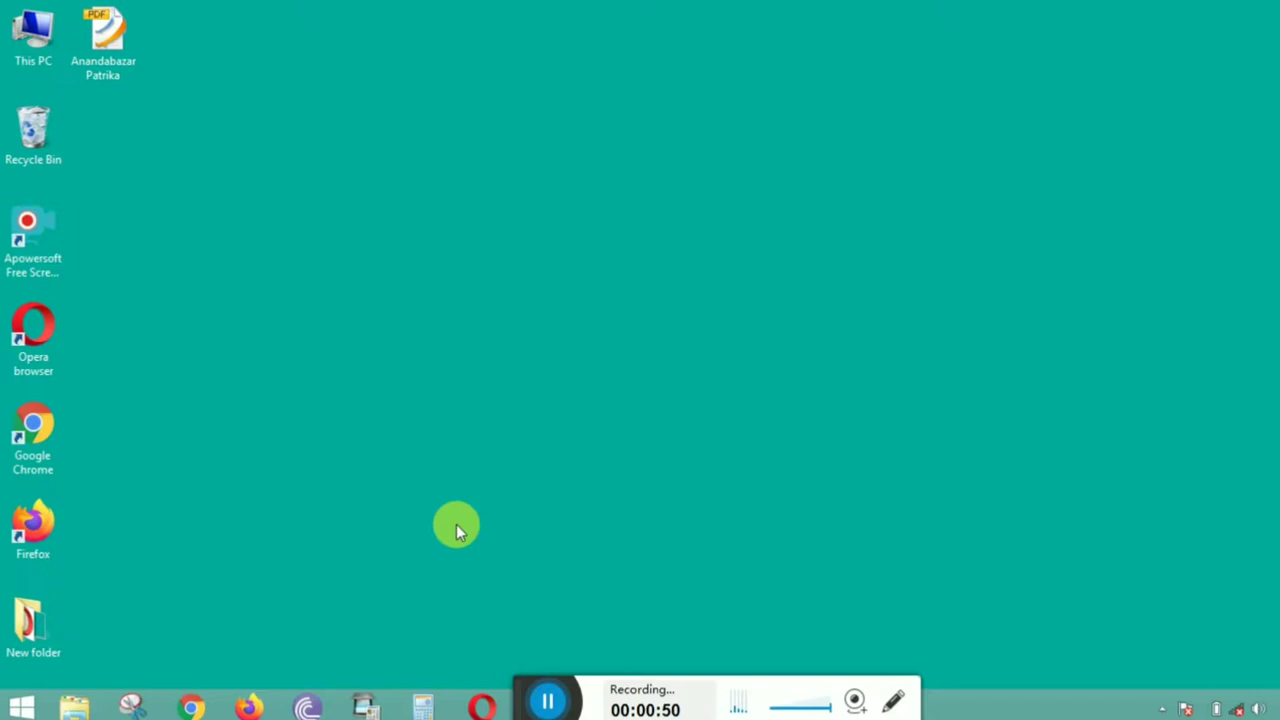 This PC
PDF
Anandabazar
Patrika
Recycle Bin
Apowersoft
Free Scre...
Opera
browser
Google
Chrome
Firefox
New folder
Recording...
00:00:50